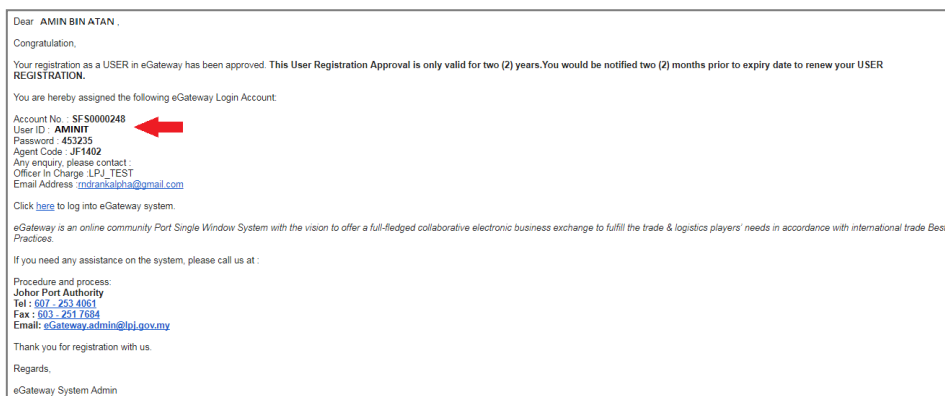 Dear AMIN BIN ATAN ,
Congratulation,
Your registration as a USER in eGateway has been approved. This User Registration Approval is only valid for two (2) years.You would be notified two (2) months prior to expiry date to renew your USER
REGISTRATION.
You are hereby assigned the following eGateway Login Account:
Account No. : SFS0000248
User ID : AMINIT
Password : 453235
Agent Code : JF1402
Any enquiry, please contact :
Officer In Charge :LPJ_TEST
Email Address :rndrankalpha@gmail.com
Click here to log into eGateway system.
eGateway is an online community Port Single Window System with the vision to offer a full-fledged collaborative electronic business exchange to fulfill the trade & logistics players' needs in accordance with international trade Best
Practices.
If you need any assistance on the system, please call us at :
Procedure and process:
Johor Port Authority
Tel : 607 - 253 4061
Fax : 603 - 251 7684
Email: eGateway.admin@lpj.gov.my
Thank you for registration with us.
Regards,
eGateway System Admin